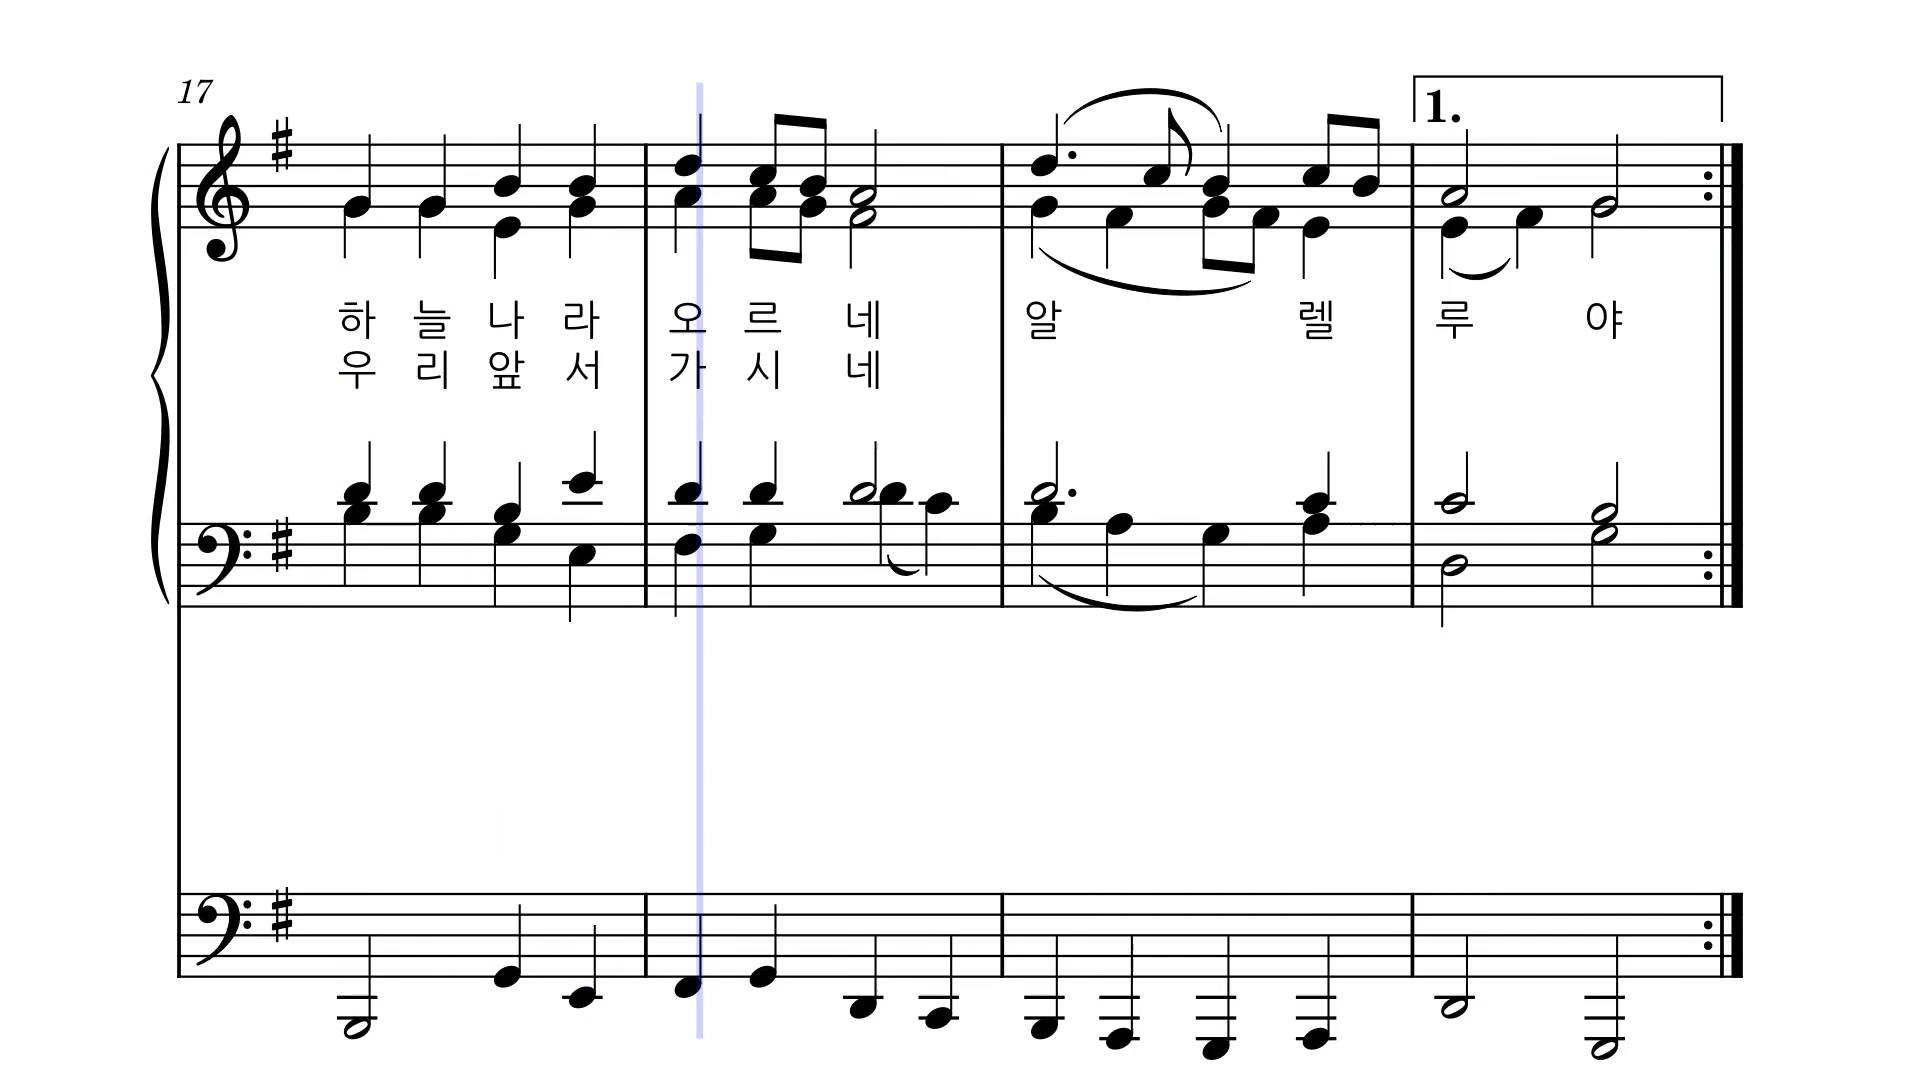 17
1.
하 늘 나 라 오 르 네 알 렐 루 야
우 리 앞 서 가 시 네